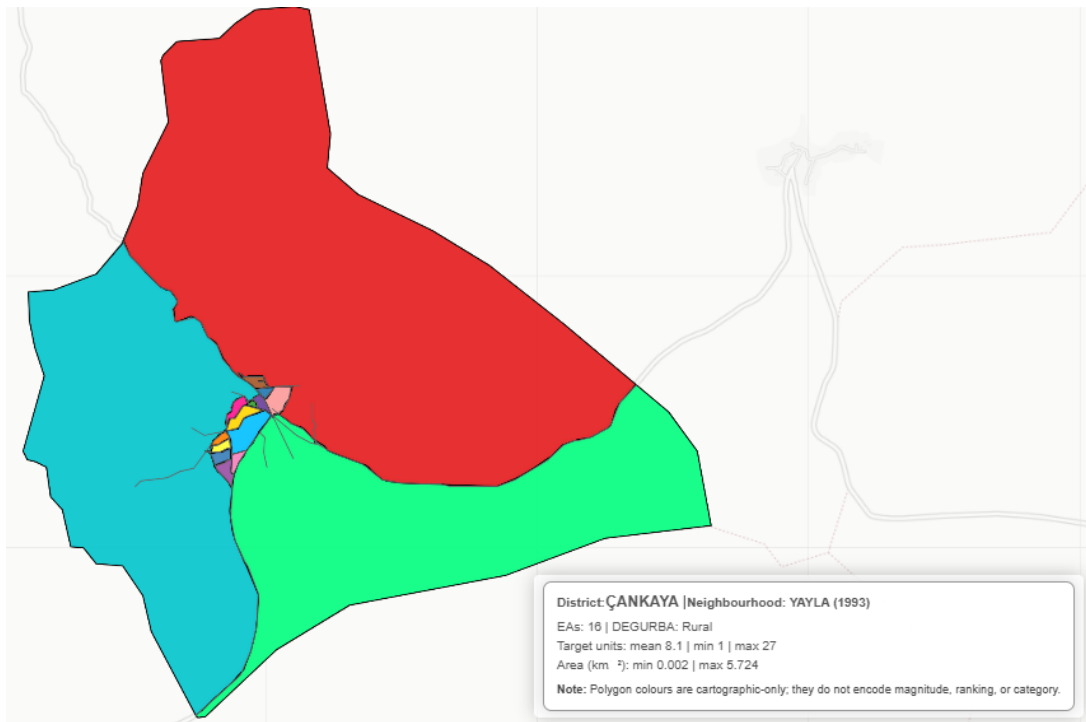 District:ÇANKAYA |Neighbourhood: YAYLA (1993)
EAs: 16 | DEGURBA: Rural
Target units: mean 8.1 | min 1 | max 27
Area (km ²): min 0.002 | max 5.724
Note: Polygon colours are cartographic-only; they do not encode magnitude, ranking, or category.